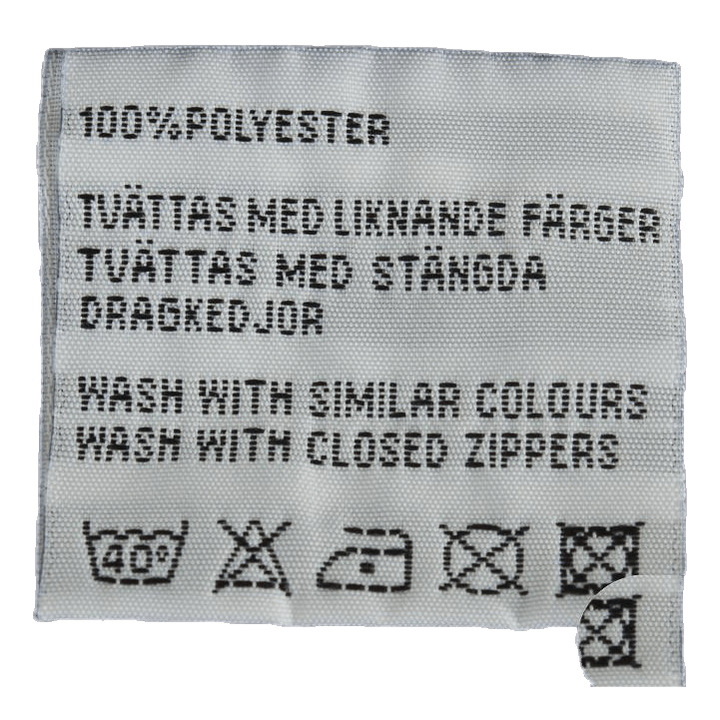 100%POLYESTER
TVÄTTAS MED LIKNANDE FÄRGER
TVÄTTAS MED STÄNGDA
DRAGKEDJOR
WASH WITH SIMILAR COLOURS
WASH WITH CLOSED ZIPPERS
40°